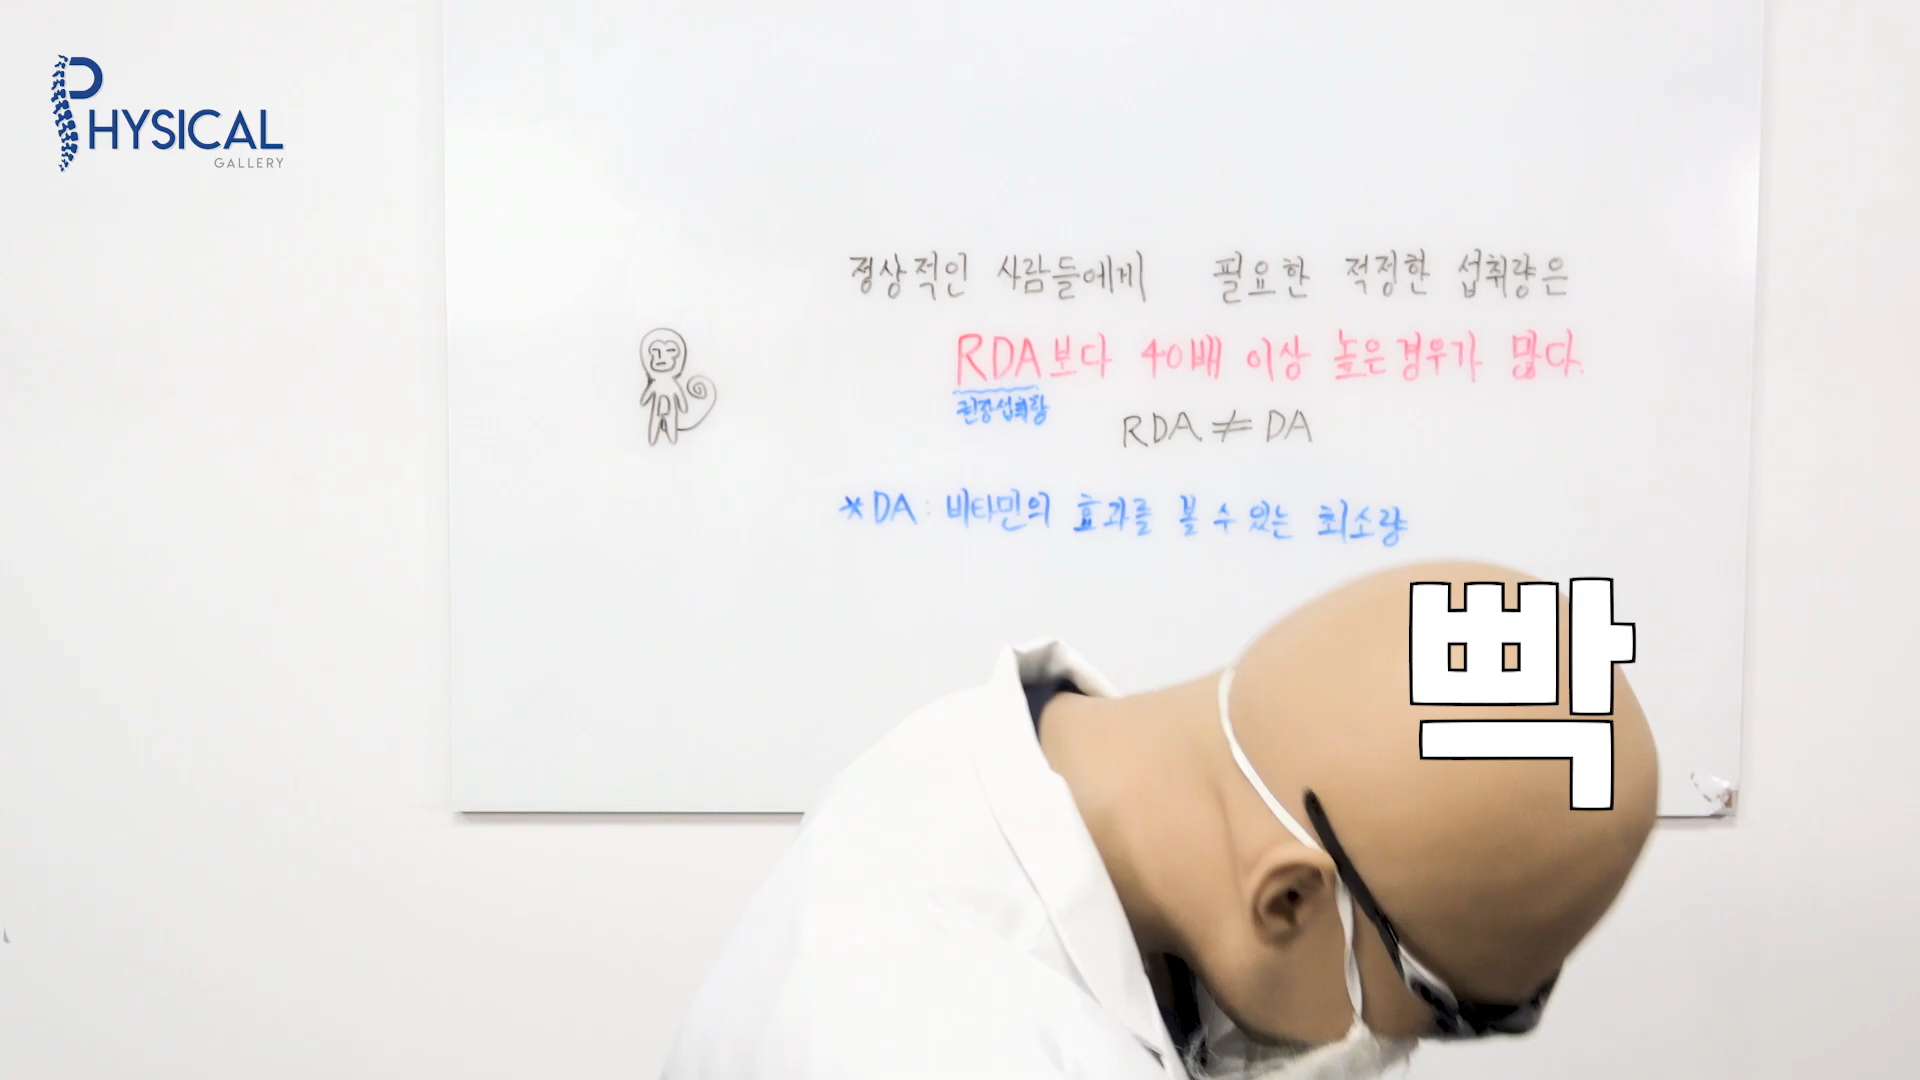 PHYSICAL
GALLERY
정상적인 사람들에게 필요한 적정한 섭취량은
RDA보다 40배 이상 높은경우가 많다.
권장섭취량
RDA ≠ DA
*DA : 비타민의 효과를 볼 수 있는 최소량
빡